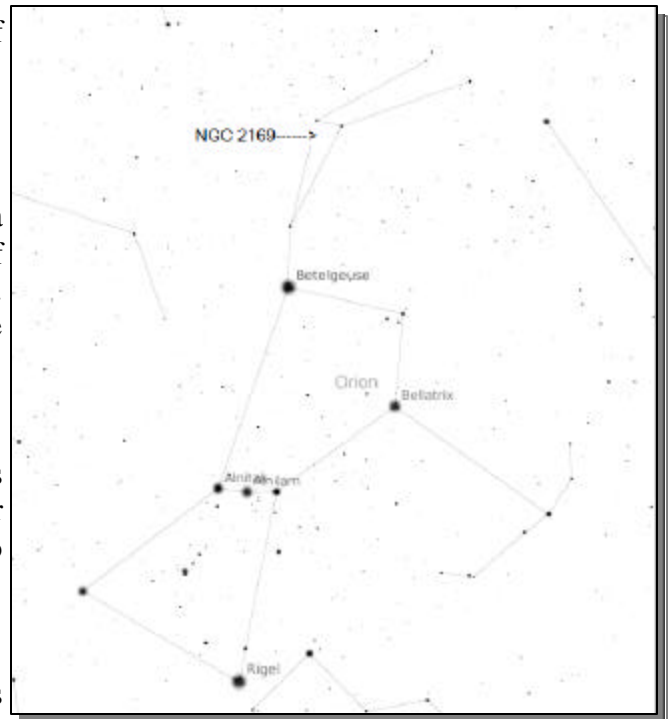 NGC 2169------>
Betelgeuse
Orion
Bellatrix
Alnitak
Alnilam
Rigel